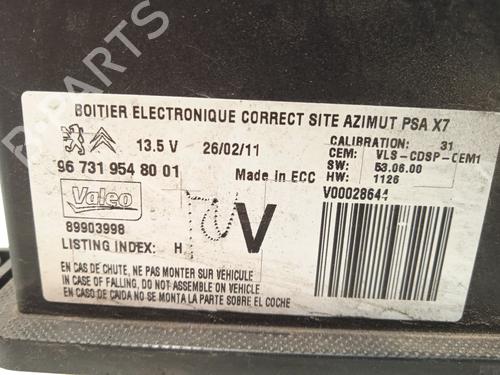 BOITIER ELECTRONIQUE CORRECT SITE AZIMUT PSA X7
13.5 V 26/02/11
CALIBRATION: 31
CEM: VLS-CDSP-CEM1
SW: 53.06.00
HW: 1126
96 731 954 80 01
Made in ECC
V00028644
Valeo
89903998
LISTING INDEX: H
V
EN CAS DE CHUTE, NE PAS MONTER SUR VÉHICULE
IN CASE OF FALLING, DO NOT INSTALL ON VEHICLE
EN CASO DE CAIDA NO SE MONTA LA PARTE SOBRE EL COCHE
PARTS